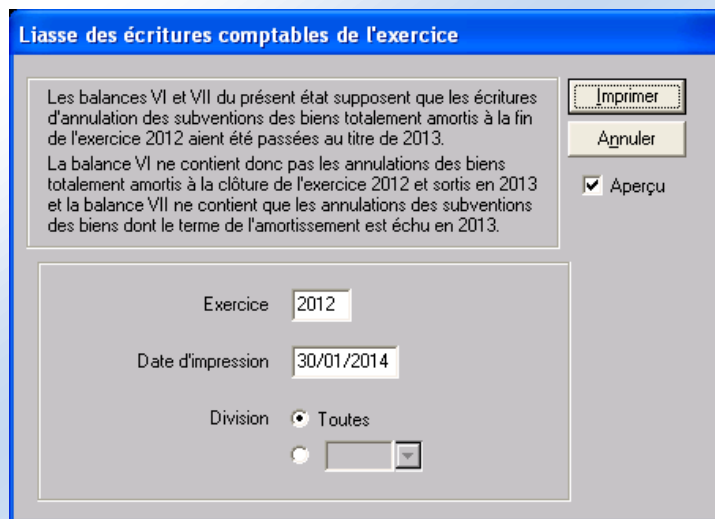 Liasse des écritures comptables de l'exercice
Les balances VI et VII du présent état supposent que les écritures
d'annulation des subventions des biens totalement amortis à la fin
de l'exercice 2012 aient été passées au titre de 2013.
La balance VI ne contient donc pas les annulations des biens
totalement amortis à la clôture de l'exercice 2012 et sortis en 2013
et la balance VII ne contient que les annulations des subventions
des biens dont le terme de l'amortissement est échu en 2013.
Imprimer
Annuler
Aperçu
Exercice 2012
Date d'impression 30/01/2014
Division Toutes